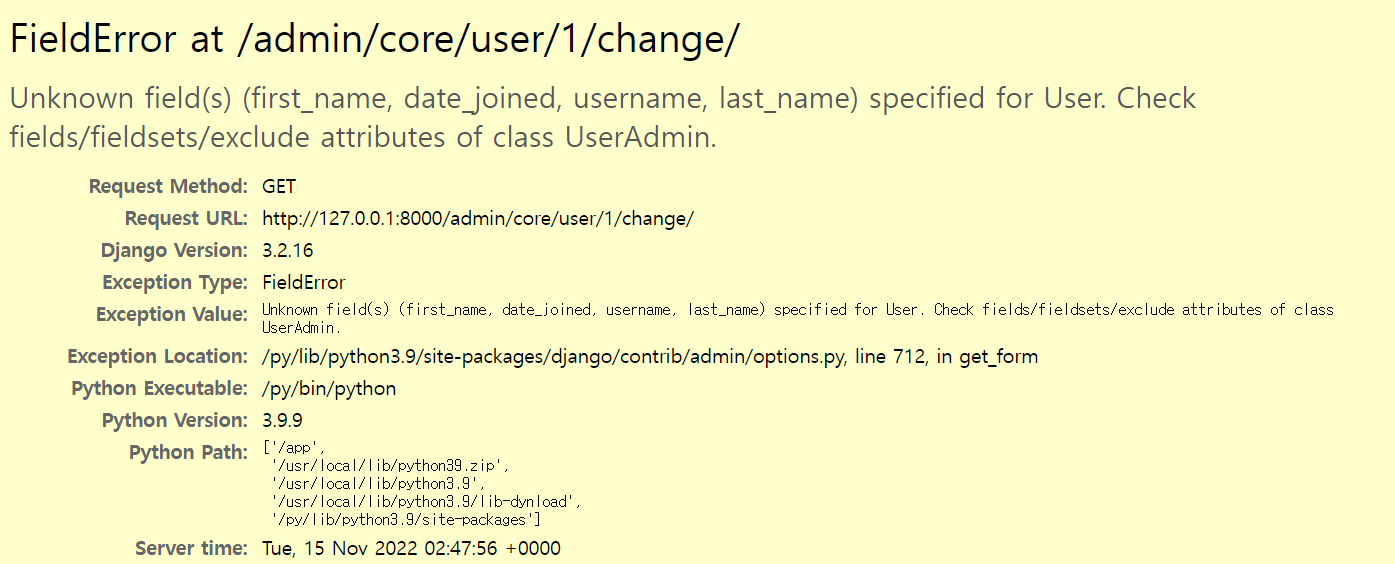 FieldError at /admin/core/user/1/change/
Unknown field(s) (first_name, date_joined, username, last_name) specified for User. Check
fields/fieldsets/exclude attributes of class UserAdmin.
Request Method: GET
Request URL: http://127.0.0.1:8000/admin/core/user/1/change/
Django Version: 3.2.16
Exception Type: FieldError
Exception Value: Unknown field(s) (first_name, date_joined, username, last_name) specified for User. Check fields/fieldsets/exclude attributes of class
UserAdmin.
Exception Location: /py/lib/python3.9/site-packages/django/contrib/admin/options.py, line 712, in get_form
Python Executable: /py/bin/python
Python Version: 3.9.9
Python Path: ['/app',
'/usr/local/lib/python39.zip',
'/usr/local/lib/python3.9',
'/usr/local/lib/python3.9/lib-dynload',
'/py/lib/python3.9/site-packages']
Server time: Tue, 15 Nov 2022 02:47:56 +0000